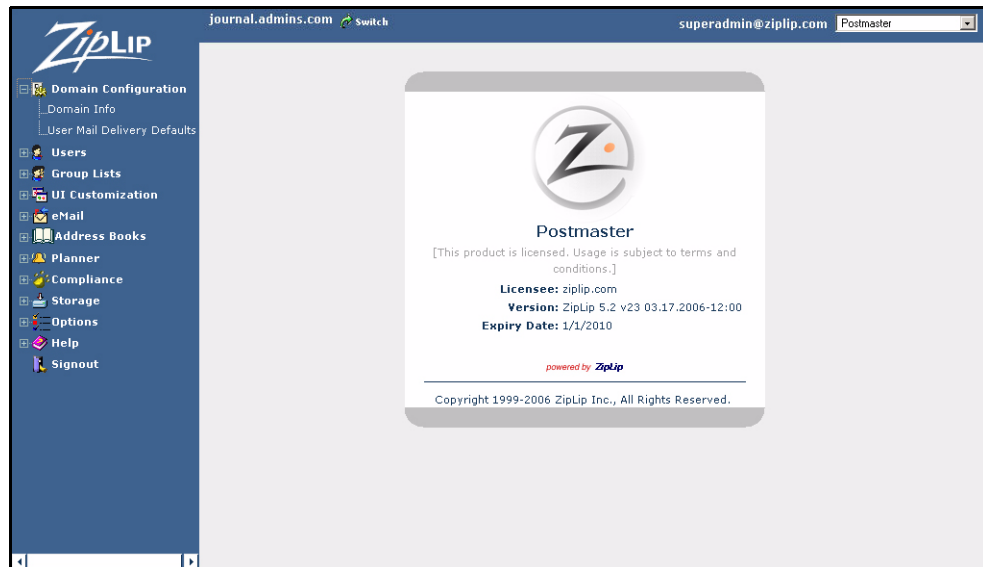 ZipLip
journal.admins.com Switch
superadmin@ziplip.com Postmaster
Domain Configuration
Domain Info
User Mail Delivery Defaults
Users
Group Lists
UI Customization
eMail
Address Books
Planner
Compliance
Storage
Options
Help
Signout
Z
Postmaster
[This product is licensed. Usage is subject to terms and
conditions.]
Licensee: ziplip.com
Version: ZipLip 5.2 v23 03.17.2006-12:00
Expiry Date: 1/1/2010
powered by ZipLip
Copyright 1999-2006 ZipLip Inc., All Rights Reserved.